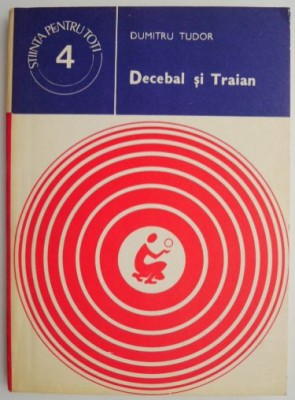 ȘTIINȚA PENTRU TOȚI
4
DUMITRU TUDOR
Decebal și Traian